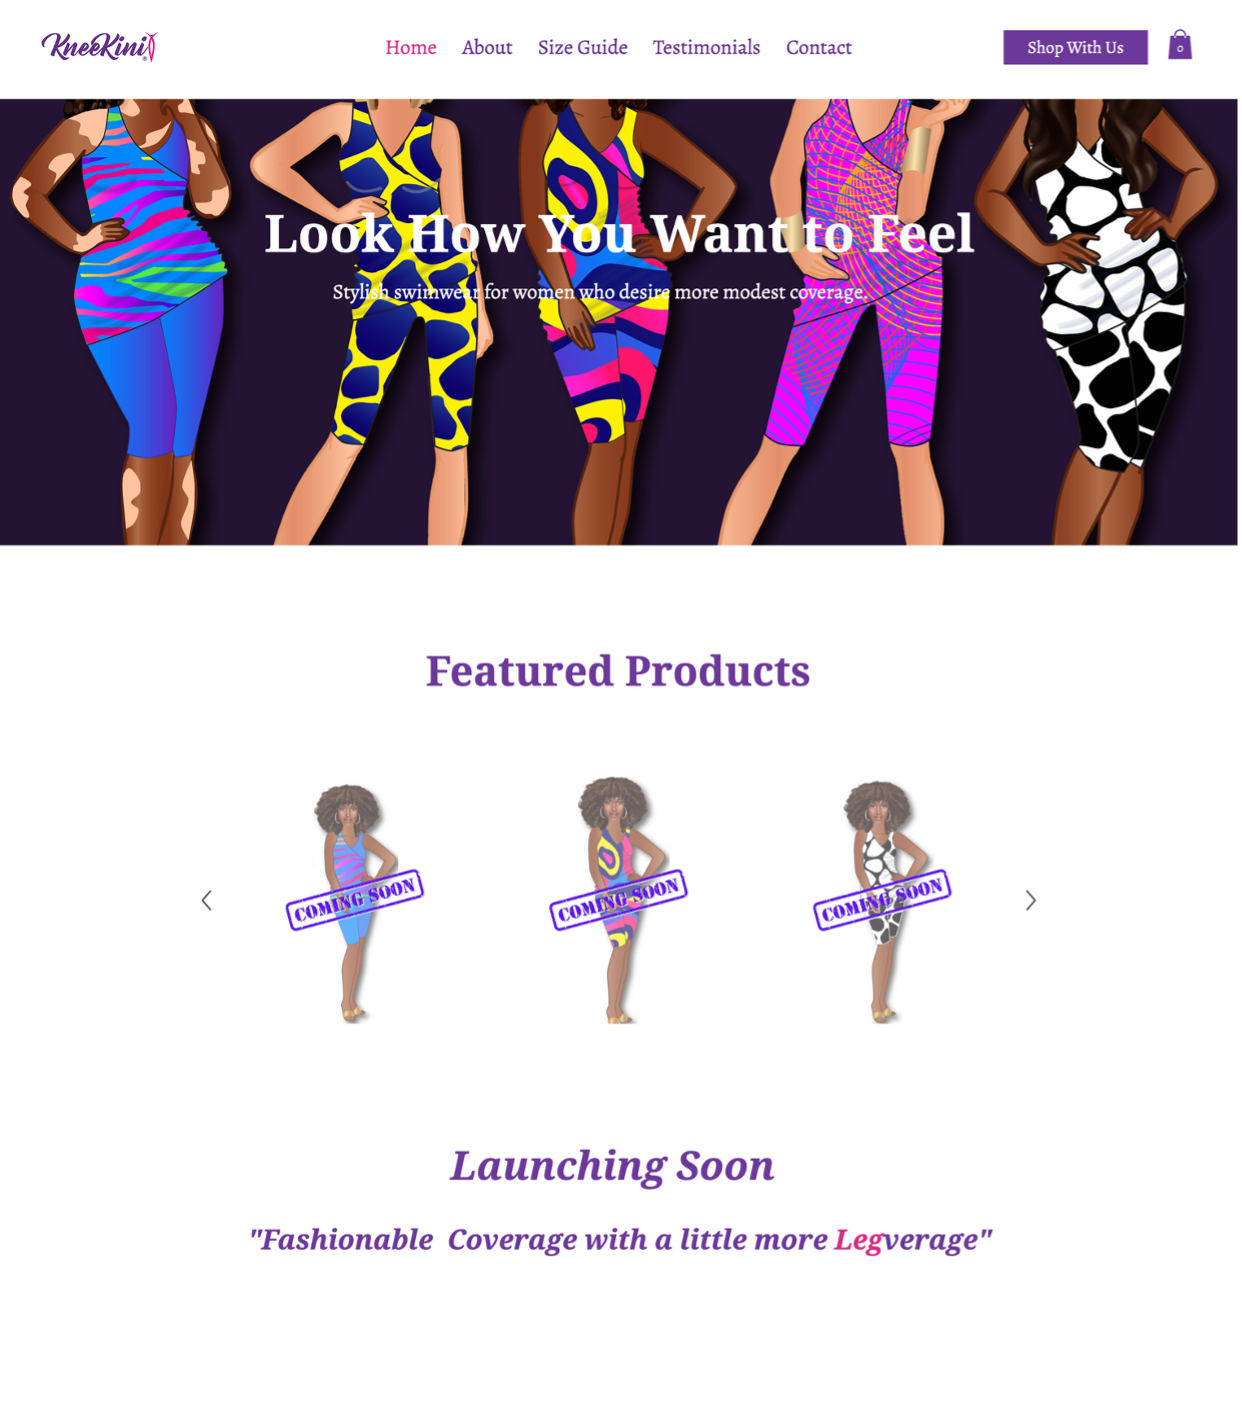 KneeKini
Home About Size Guide Testimonials Contact
Shop With Us
0
Look How You Want to Feel
Stylish swimwear for women who desire more modest coverage.
Featured Products
COMING SOON COMING SOON COMING SOON
Launching Soon
"Fashionable  Coverage with a little more Legverage"